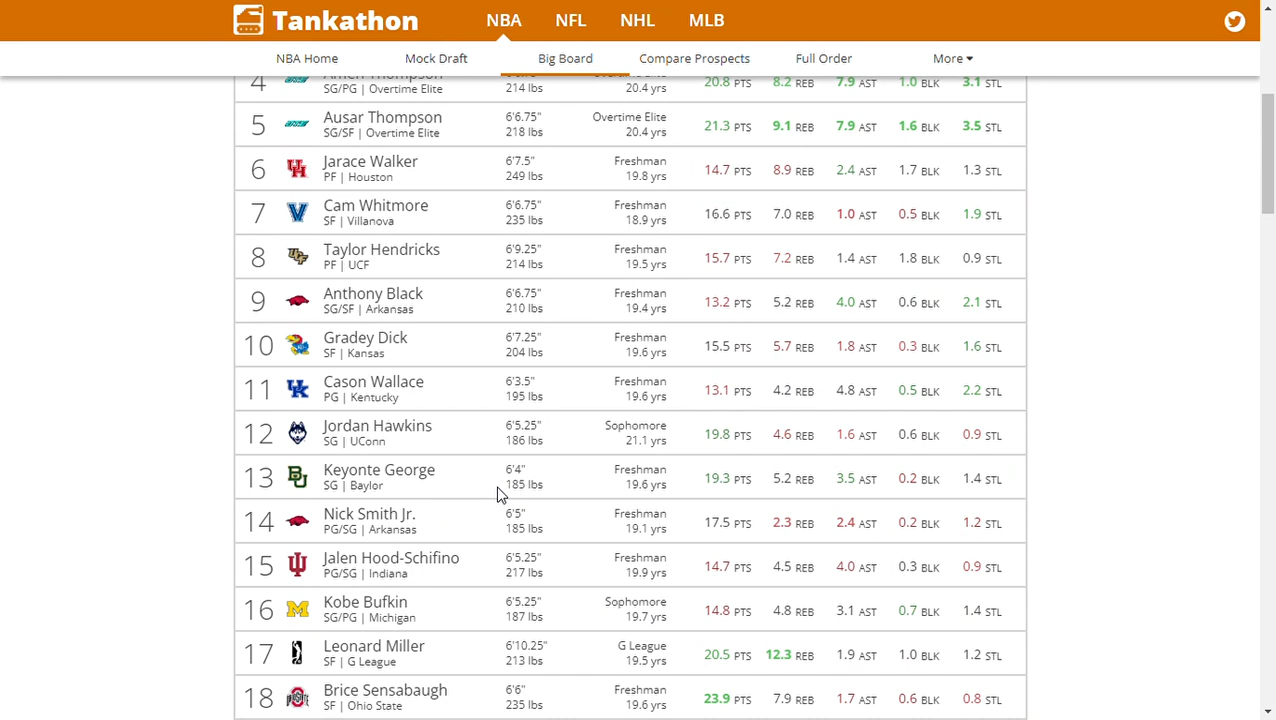 Tankathon NBA NFL NHL MLB
NBA Home Mock Draft Big Board Compare Prospects Full Order More
4 SG/PG | Overtime Elite 214 lbs 20.4 yrs 20.8 PTS 8.2 REB 7.9 AST 1.0 BLK 3.1 STL
5 Ausar Thompson 6'6.75" Overtime Elite 21.3 PTS 9.1 REB 7.9 AST 1.6 BLK 3.5 STL
SG/SF | Overtime Elite 218 lbs 20.4 yrs
6 Jarace Walker 6'7.5" Freshman 14.7 PTS 8.9 REB 2.4 AST 1.7 BLK 1.3 STL
PF | Houston 249 lbs 19.8 yrs
7 Cam Whitmore 6'6.75" Freshman 16.6 PTS 7.0 REB 1.0 AST 0.5 BLK 1.9 STL
SF | Villanova 235 lbs 18.9 yrs
8 Taylor Hendricks 6'9.25" Freshman 15.7 PTS 7.2 REB 1.4 AST 1.8 BLK 0.9 STL
PF | UCF 214 lbs 19.5 yrs
9 Anthony Black 6'6.75" Freshman 13.2 PTS 5.2 REB 4.0 AST 0.6 BLK 2.1 STL
SG/SF | Arkansas 210 lbs 19.4 yrs
10 Gradey Dick 6'7.25" Freshman 15.5 PTS 5.7 REB 1.8 AST 0.3 BLK 1.6 STL
SF | Kansas 204 lbs 19.6 yrs
11 Cason Wallace 6'3.5" Freshman 13.1 PTS 4.2 REB 4.8 AST 0.5 BLK 2.2 STL
PG | Kentucky 195 lbs 19.6 yrs
12 Jordan Hawkins 6'5.25" Sophomore 19.8 PTS 4.6 REB 1.6 AST 0.6 BLK 0.9 STL
SG | UConn 186 lbs 21.1 yrs
13 Keyonte George 6'4" Freshman 19.3 PTS 5.2 REB 3.5 AST 0.2 BLK 1.4 STL
SG | Baylor 185 lbs 19.6 yrs
14 Nick Smith Jr. 6'5" Freshman 17.5 PTS 2.3 REB 2.4 AST 0.2 BLK 1.2 STL
PG/SG | Arkansas 185 lbs 19.1 yrs
15 Jalen Hood-Schifino 6'5.25" Freshman 14.7 PTS 4.5 REB 4.0 AST 0.3 BLK 0.9 STL
PG/SG | Indiana 217 lbs 19.9 yrs
16 Kobe Bufkin 6'5.25" Sophomore 14.8 PTS 4.8 REB 3.1 AST 0.7 BLK 1.4 STL
SG/PG | Michigan 187 lbs 19.7 yrs
17 Leonard Miller 6'10.25" G League 20.5 PTS 12.3 REB 1.9 AST 1.0 BLK 1.2 STL
SF | G League 213 lbs 19.5 yrs
18 Brice Sensabaugh 6'6" Freshman 23.9 PTS 7.9 REB 1.7 AST 0.6 BLK 0.8 STL
SF | Ohio State 235 lbs 19.6 yrs